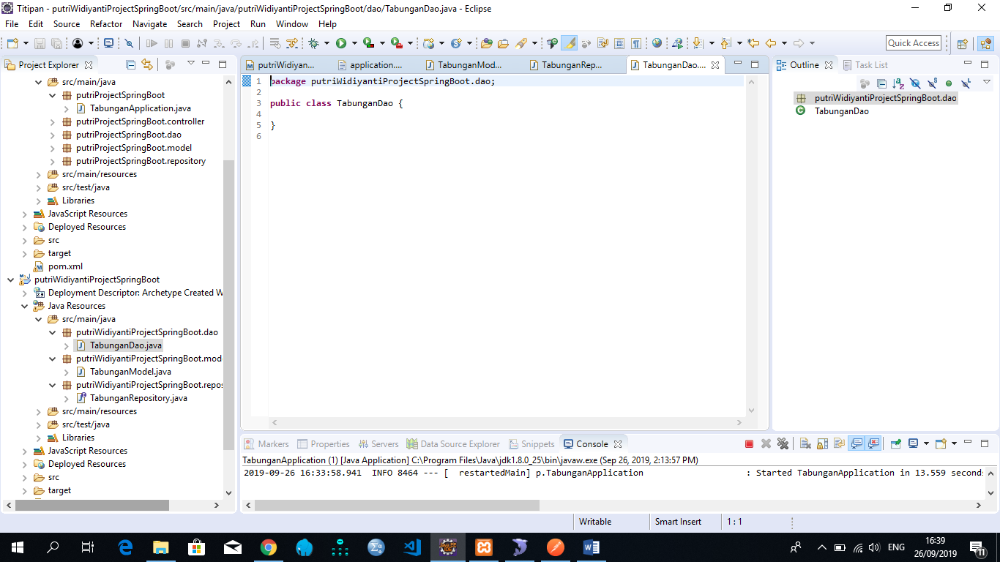 Titipan - putriWidiyantiProjectSpringBoot/src/main/java/putriWidiyantiProjectSpringBoot/dao/TabunganDao.java - Eclipse
File Edit Source Refactor Navigate Search Project Run Window Help
Quick Access
Project Explorer
src/main/java
putriProjectSpringBoot
TabunganApplication.java
putriProjectSpringBoot.controller
putriProjectSpringBoot.dao
putriProjectSpringBoot.model
putriProjectSpringBoot.repository
src/main/resources
src/test/java
Libraries
JavaScript Resources
Deployed Resources
src
target
pom.xml
putriWidiyantiProjectSpringBoot
Deployment Descriptor: Archetype Created W
Java Resources
src/main/java
putriWidiyantiProjectSpringBoot.dao
TabunganDao.java
putriWidiyantiProjectSpringBoot.mod
TabunganModel.java
putriWidiyantiProjectSpringBoot.repos
TabunganRepository.java
src/main/resources
src/test/java
Libraries
JavaScript Resources
Deployed Resources
src
target
putriWidiyan... application.... TabunganMod... TabunganRep... TabunganDao....
1 package putriWidiyantiProjectSpringBoot.dao;
2
3 public class TabunganDao {
4
5 }
6
Outline Task List
putriWidiyantiProjectSpringBoot.dao
TabunganDao
Markers Properties Servers Data Source Explorer Snippets Console
TabunganApplication (1) [Java Application] C:\Program Files\Java\jdk1.8.0_25\bin\javaw.exe (Sep 26, 2019, 2:13:57 PM)
2019-09-26 16:33:58.941 INFO 8464 --- [ restartedMain] p.TabunganApplication : Started TabunganApplication in 13.559 seconds
Writable Smart Insert 1 : 1
ENG
16:39
26/09/2019
11